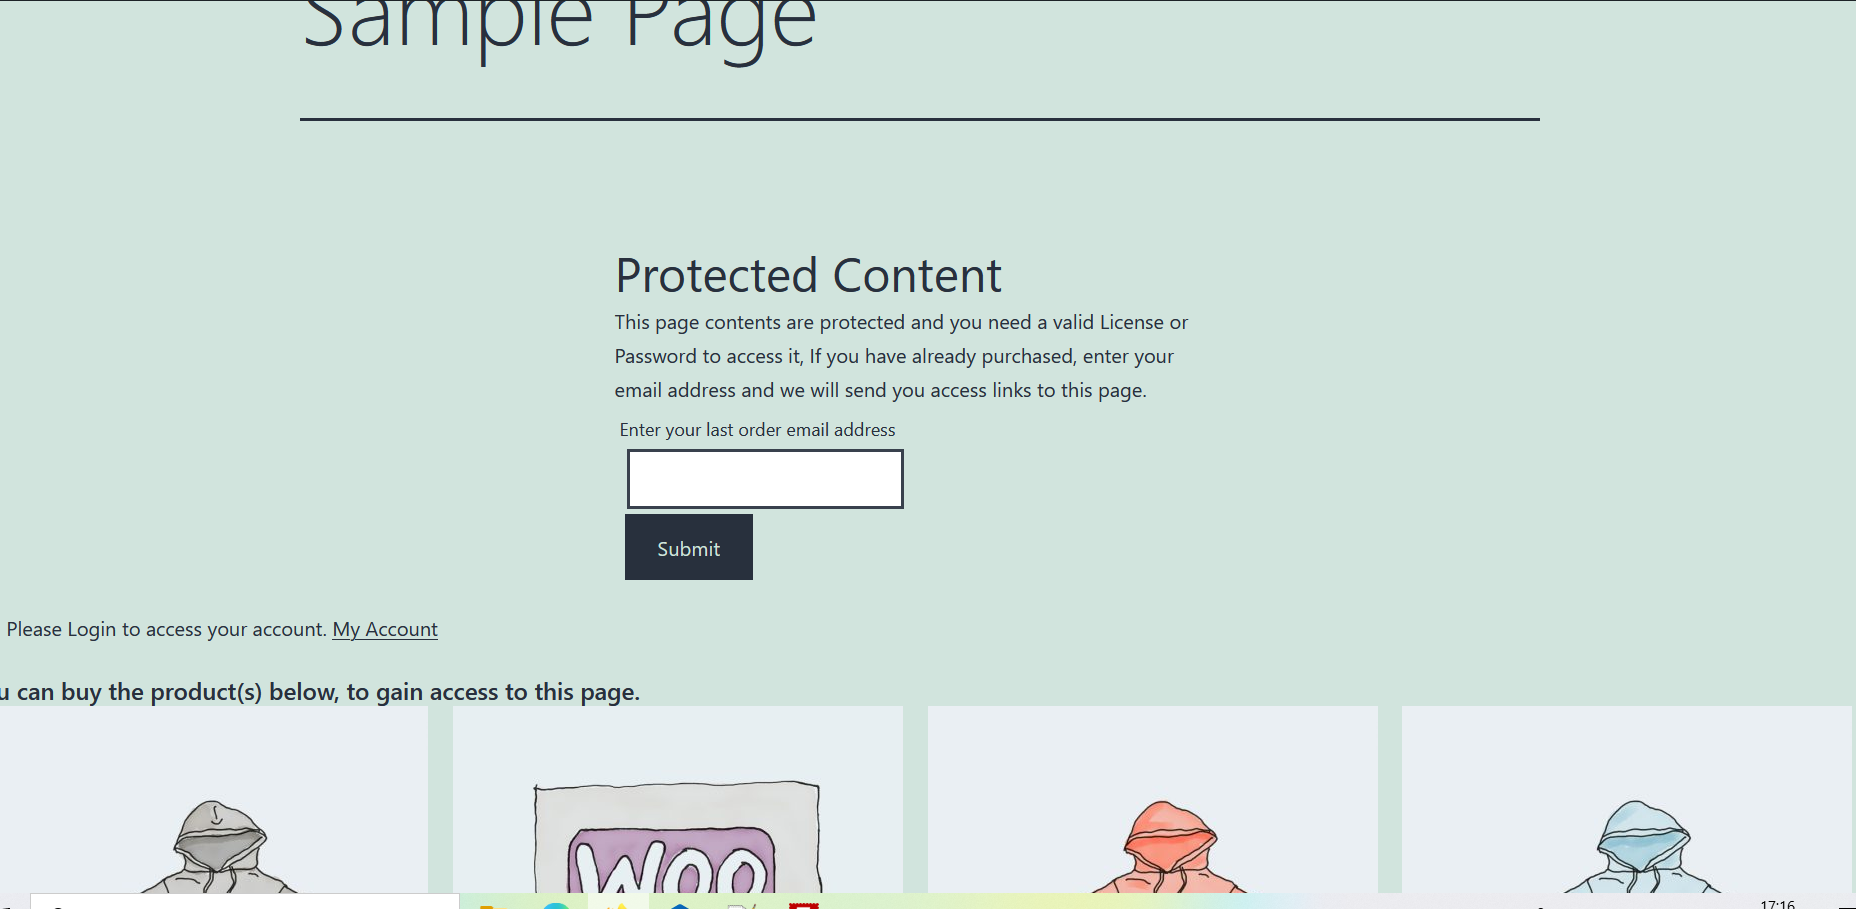 Sample Page
Protected Content
This page contents are protected and you need a valid License or
Password to access it, If you have already purchased, enter your
email address and we will send you access links to this page.
Enter your last order email address
Submit
Please Login to access your account. My Account
can buy the product(s) below, to gain access to this page.
WOO
17:16